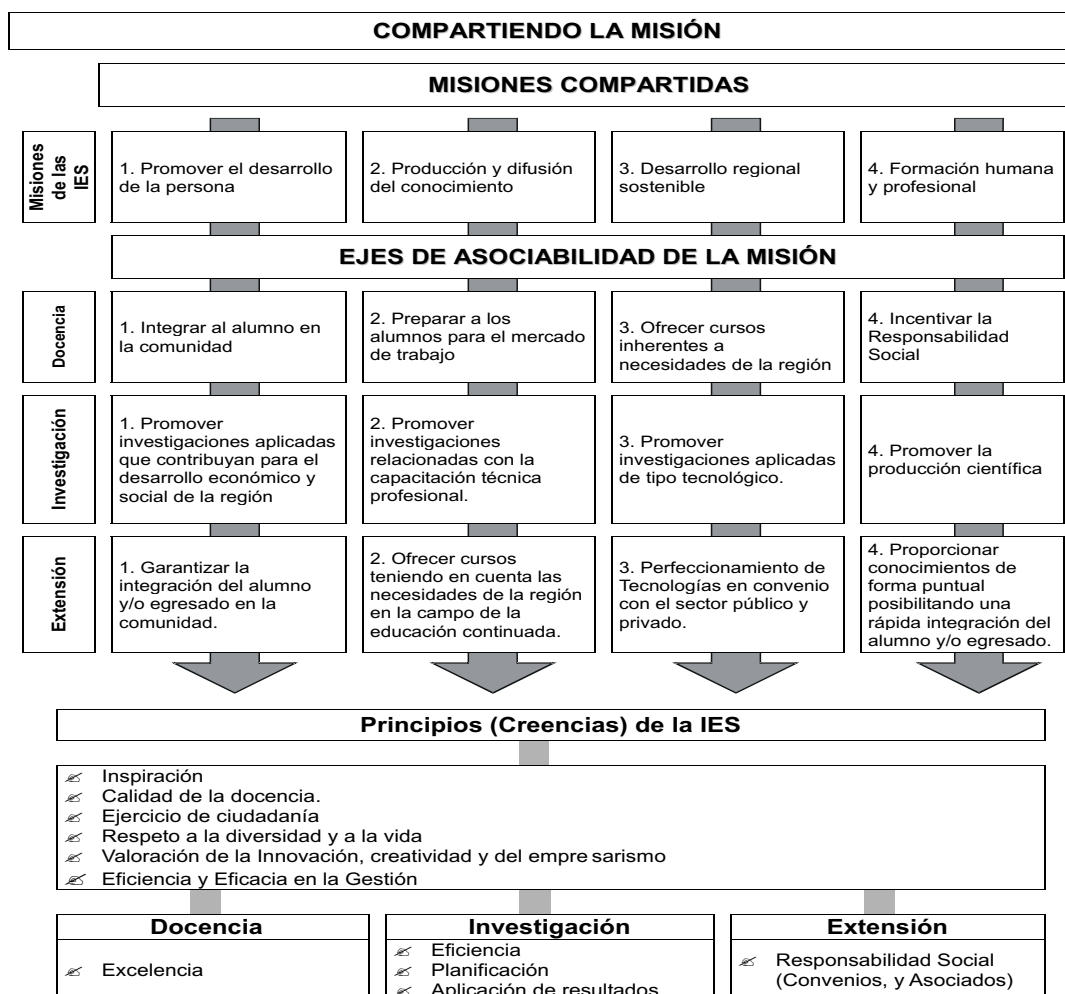 COMPARTIENDO LA MISIÓN
MISIONES COMPARTIDAS
Misiones
de las
IES
1. Promover el desarrollo
de la persona
2. Producción y difusión
del conocimiento
3. Desarrollo regional
sostenible
4. Formación humana
y profesional
EJES DE ASOCIABILIDAD DE LA MISIÓN
Docencia
1. Integrar al alumno en
la comunidad
2. Preparar a los
alumnos para el mercado
de trabajo
3. Ofrecer cursos
inherentes a
necesidades de la región
4. Incentivar la
Responsabilidad
Social
Investigación
1. Promover
investigaciones aplicadas
que contribuyan para el
desarrollo económico y
social de la región
2. Promover
investigaciones
relacionadas con la
capacitación técnica
profesional.
3. Promover
investigaciones aplicadas
de tipo tecnológico.
4. Promover la
producción científica
Extensión
1. Garantizar la
integración del alumno
y/o egresado en la
comunidad.
2. Ofrecer cursos
teniendo en cuenta las
necesidades de la región
en la campo de la
educación continuada.
3. Perfeccionamiento de
Tecnologías en convenio
con el sector público y
privado.
4. Proporcionar
conocimientos de
forma puntual
posibilitando una
rápida integración del
alumno y/o egresado.
Principios (Creencias) de la IES
Inspiración
Calidad de la docencia.
Ejercicio de ciudadanía
Respeto a la diversidad y a la vida
Valoración de la Innovación, creatividad y del empre sarismo
Eficiencia y Eficacia en la Gestión
Docencia
Excelencia
Investigación
Eficiencia
Planificación
Aplicación de resultados
Extensión
Responsabilidad Social
(Convenios, y Asociados)